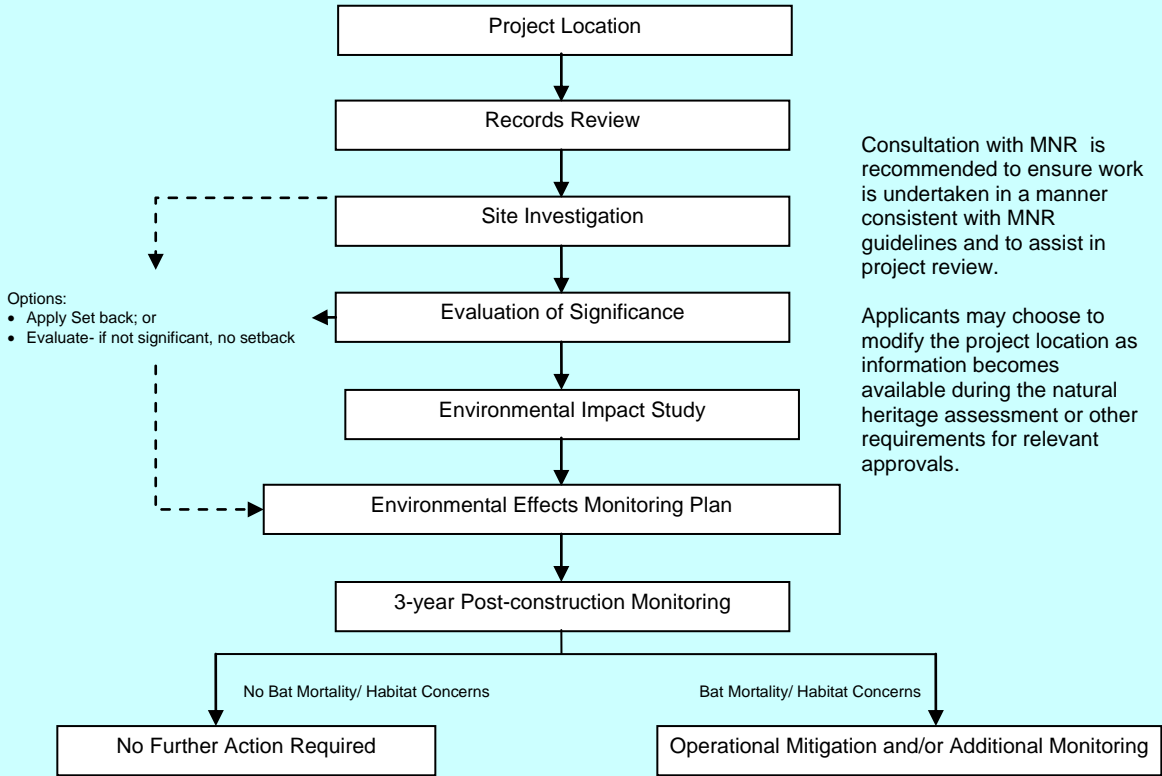 Project Location
Records Review
Site Investigation
Evaluation of Significance
Options:
• Apply Set back; or
• Evaluate- if not significant, no setback
Environmental Impact Study
Environmental Effects Monitoring Plan
3-year Post-construction Monitoring
No Bat Mortality/ Habitat Concerns
Bat Mortality/ Habitat Concerns
No Further Action Required
Operational Mitigation and/or Additional Monitoring
Consultation with MNR is
recommended to ensure work
is undertaken in a manner
consistent with MNR
guidelines and to assist in
project review.
Applicants may choose to
modify the project location as
information becomes
available during the natural
heritage assessment or other
requirements for relevant
approvals.